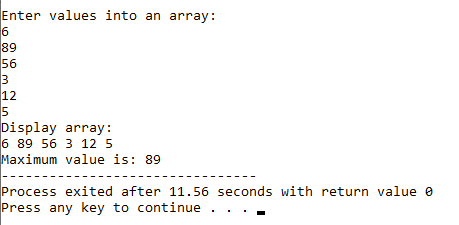 Enter values into an array:
6
89
56
3
12
5
Display array:
6 89 56 3 12 5
Maximum value is: 89
--------------------------------
Process exited after 11.56 seconds with return value 0
Press any key to continue . . .